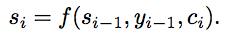 s_i = f(s_{i−1}, y_{i−1}, c_i).